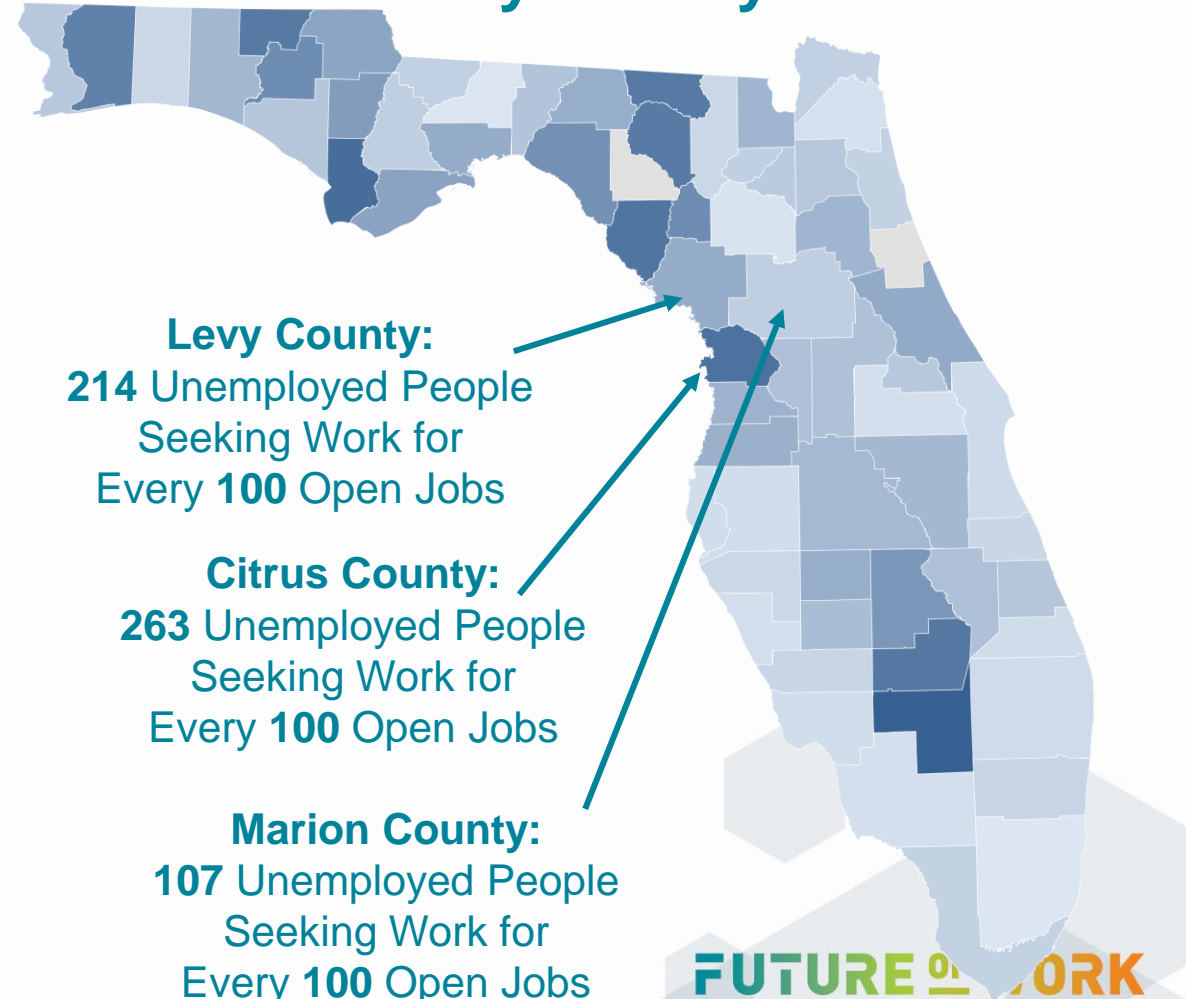 Levy County:
214 Unemployed People
Seeking Work for
Every 100 Open Jobs
Citrus County:
263 Unemployed People
Seeking Work for
Every 100 Open Jobs
Marion County:
107 Unemployed People
Seeking Work for
Every 100 Open Jobs
FUTURE